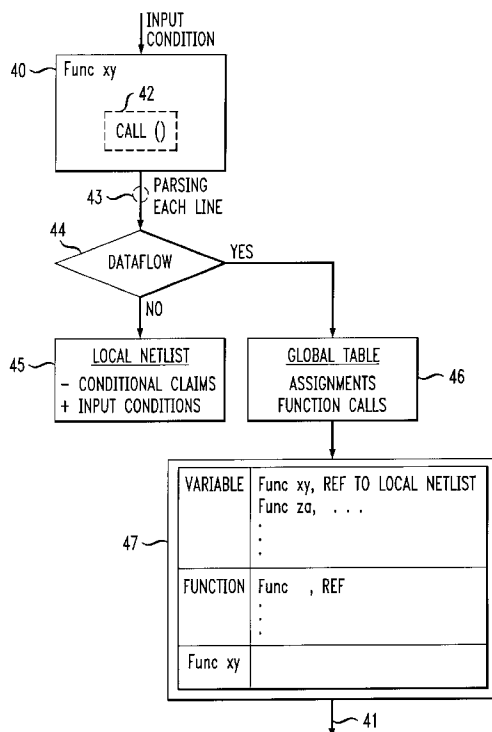 INPUT
CONDITION
40
Func xy
42
CALL ()
43
PARSING
EACH LINE
44
DATAFLOW
YES
NO
45
LOCAL NETLIST
- CONDITIONAL CLAIMS
+ INPUT CONDITIONS
GLOBAL TABLE
ASSIGNMENTS
FUNCTION CALLS
46
47
VARIABLE
Func xy, REF TO LOCAL NETLIST
Func za, . . .
.
.
.
FUNCTION
Func , REF
.
.
.
Func xy
41